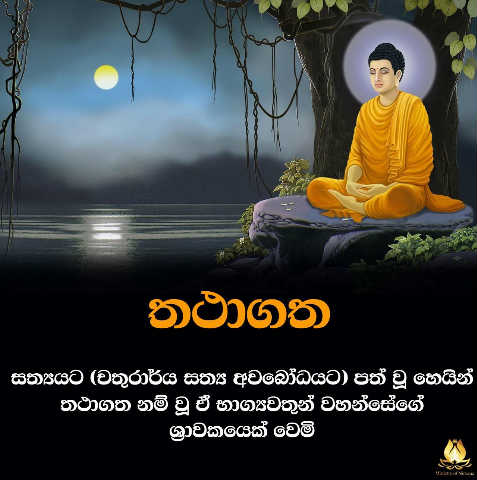 තථාගත
සත්‍යයට (චතුරාර්ය සත්‍ය අවබෝධයට) පත් වූ හෙයින්
තථාගත නම් වූ ඒ භාග්‍යවතුන් වහන්සේගේ
ශ්‍රාවකයෙක් වෙමි